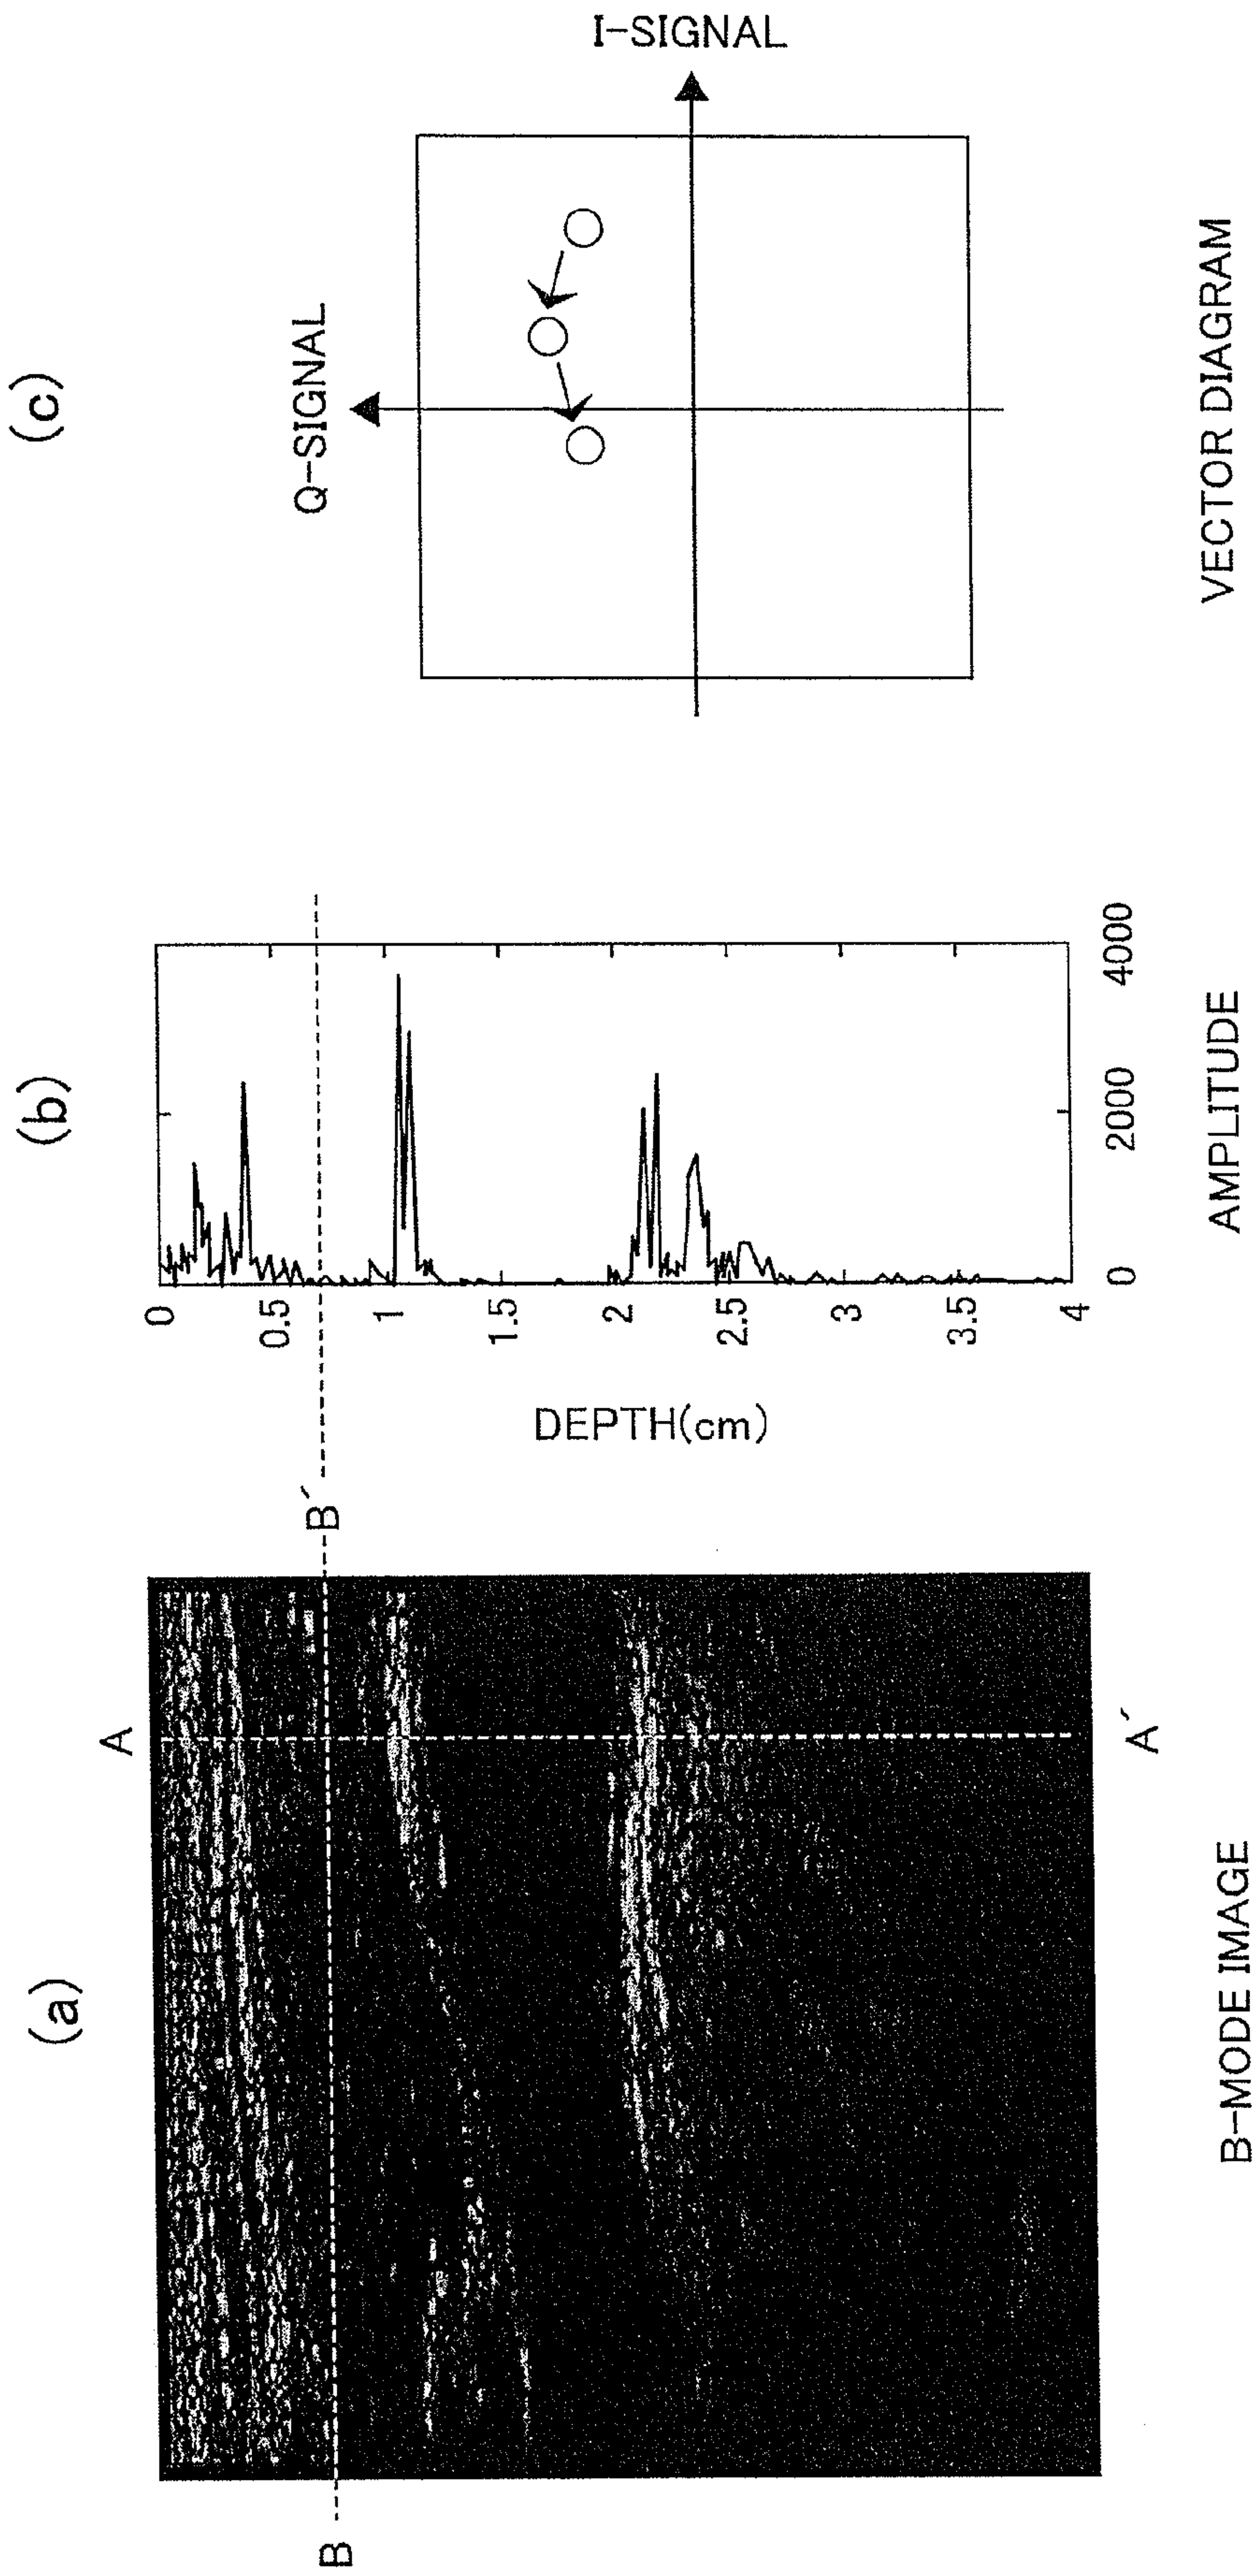 (a)
A
B
B´
A´
B-MODE IMAGE
(b)
0
0.5
1
1.5
2
2.5
3
3.5
4
DEPTH(cm)
0
2000
4000
AMPLITUDE
(c)
Q-SIGNAL
I-SIGNAL
VECTOR DIAGRAM